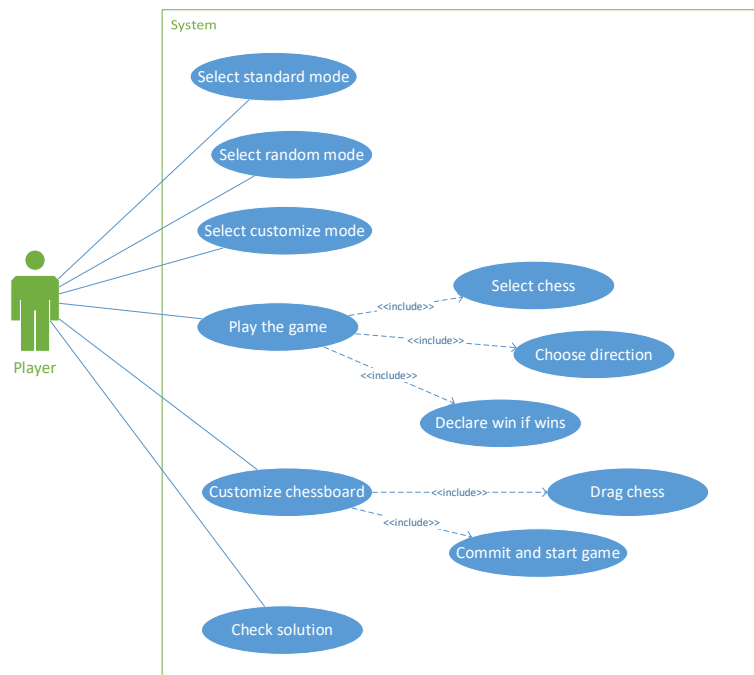 System
Select standard mode
Select random mode
Select customize mode
Player
Play the game
<<include>>
Select chess
<<include>>
Choose direction
<<include>>
Declare win if wins
Customize chessboard
<<include>>
Drag chess
<<include>>
Commit and start game
Check solution